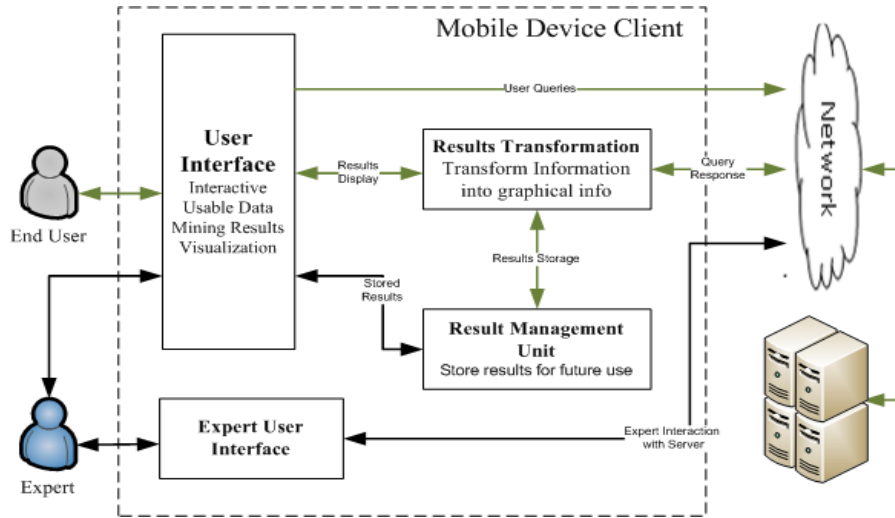 Mobile Device Client
User Queries
User
Interface
Interactive
Usable Data
Mining Results
Visualization
Results
Display
Results Transformation
Transform Information
into graphical info
Query
Response
Network
End User
Results Storage
Stored
Results
Result Management
Unit
Store results for future use
Expert User
Interface
Expert Interaction
with Server
Expert